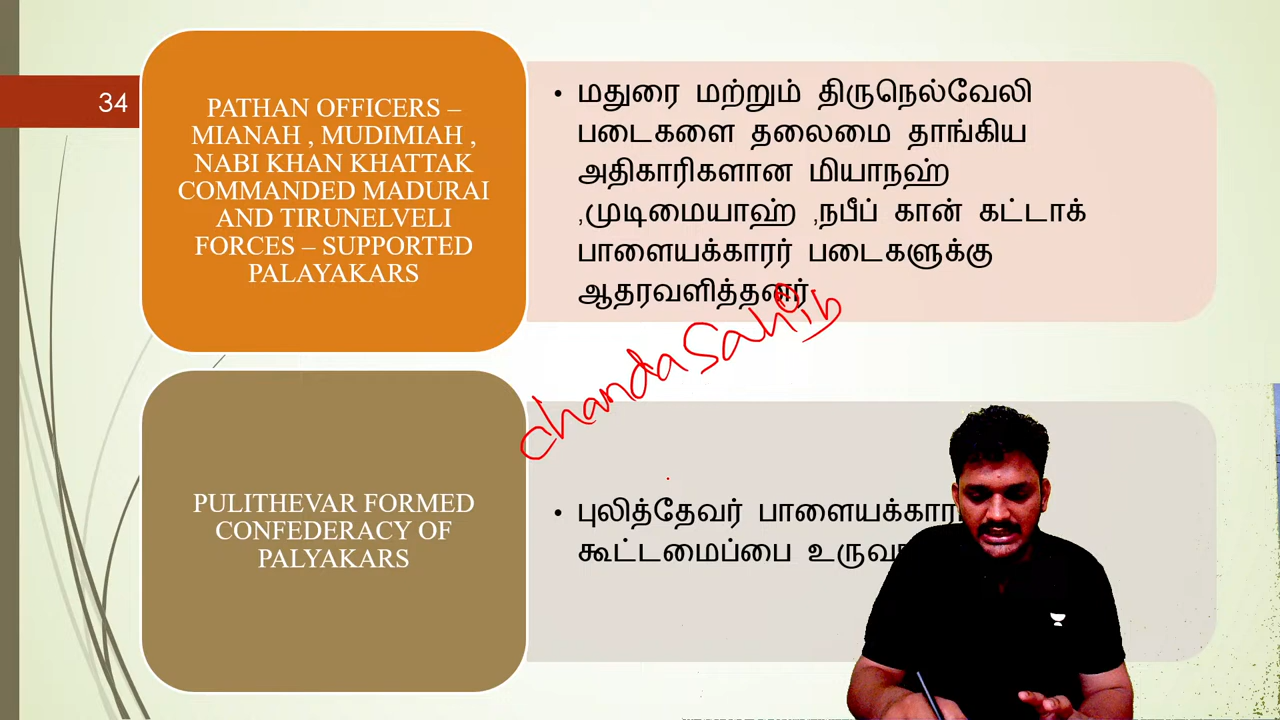 34
PATHAN OFFICERS –
MIANAH , MUDIMIAH ,
NABI KHAN KHATTAK
COMMANDED MADURAI
AND TIRUNELVELI
FORCES – SUPPORTED
PALAYAKARS
• மதுரை மற்றும் திருநெல்வேலி
படைகளை தலைமை தாங்கிய
அதிகாரிகளான மியாநஹ்
,முடிமையாஹ் ,நபீப் கான் கட்டாக்
பாளையக்காரர் படைகளுக்கு
ஆதரவளித்தனர்
chanda Sahib
PULITHEVAR FORMED
CONFEDERACY OF
PALYAKARS
• புலித்தேவர்
கூட்டமைப்பை